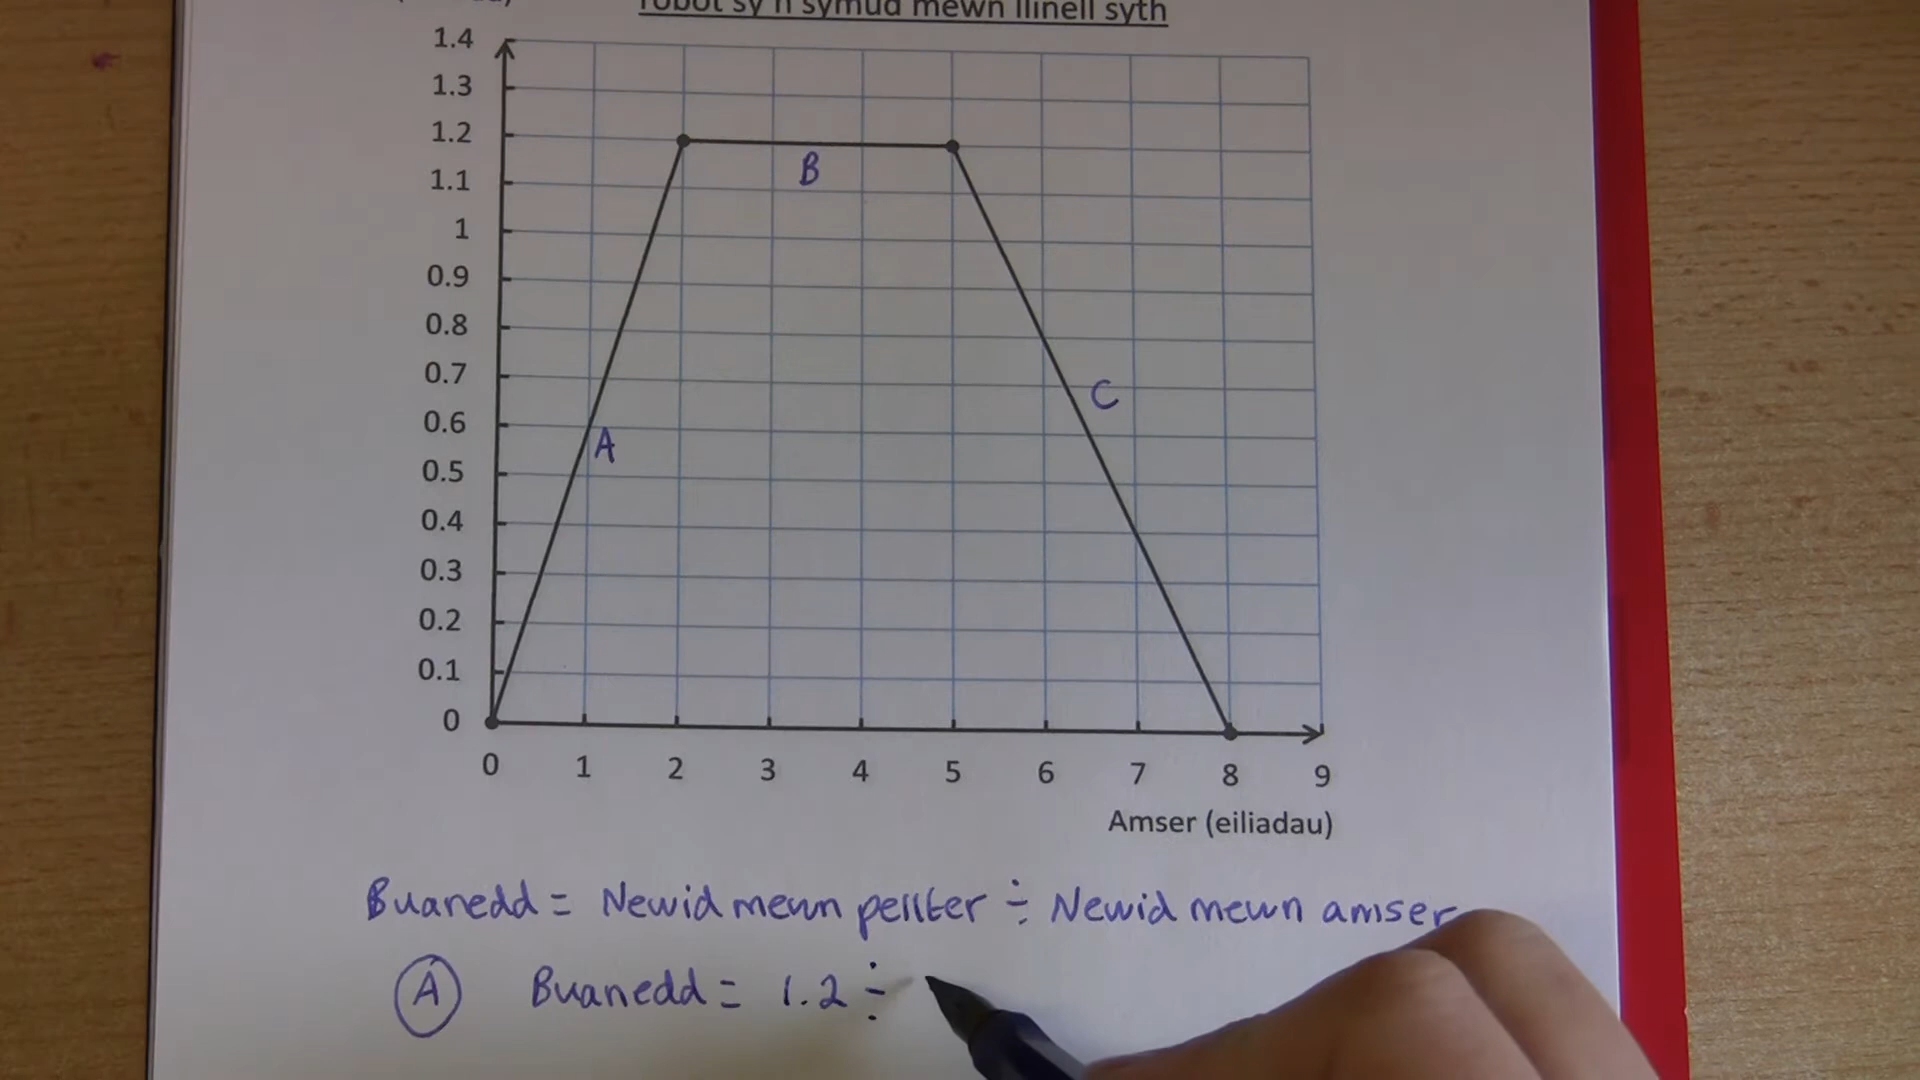 robot sy'n symud mewn llinell syth
1.4
1.3
1.2
1.1
1
0.9
0.8
0.7
0.6
0.5
0.4
0.3
0.2
0.1
0
B
C
A
0 1 2 3 4 5 6 7 8 9
Amser (eiliadau)
Buanedd = Newid mewn pellter ÷ Newid mewn amser
A Buanedd = 1.2 ÷